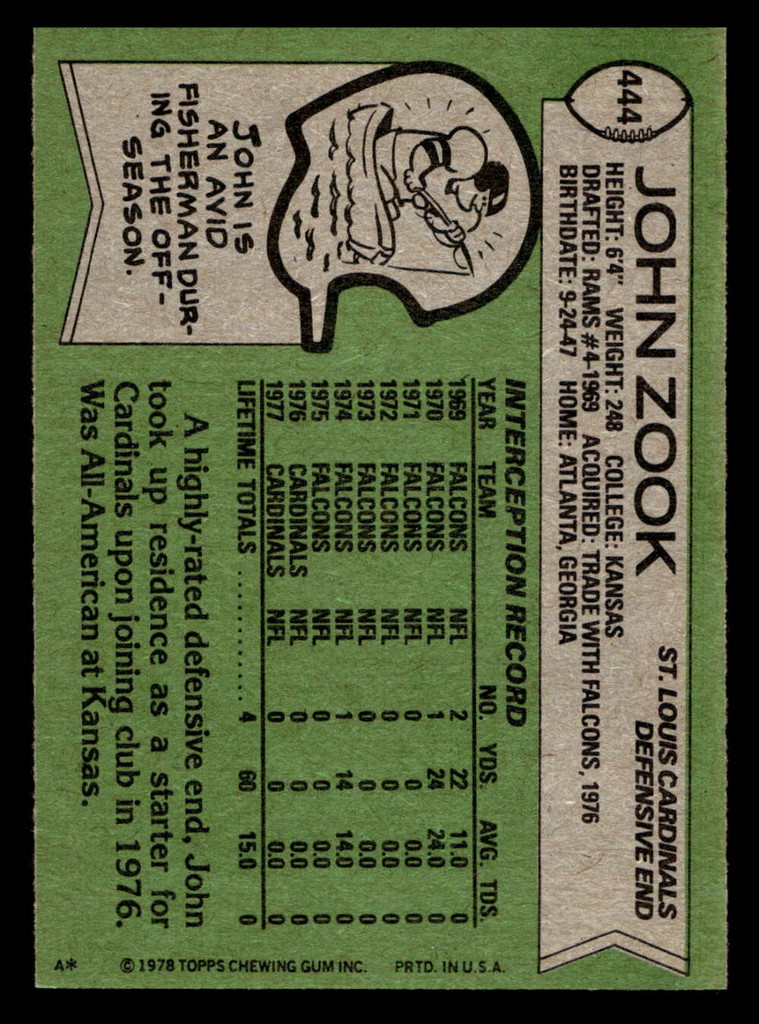 444
JOHN ZOOK
ST. LOUIS CARDINALS
DEFENSIVE END
HEIGHT: 6'4" WEIGHT: 248 COLLEGE: KANSAS
DRAFTED: RAMS #4-1969 ACQUIRED: TRADE WITH FALCONS, 1976
BIRTHDATE: 9-24-47 HOME: ATLANTA, GEORGIA
JOHN IS
AN AVID
FISHERMAN DUR-
ING THE OFF-
SEASON.
INTERCEPTION RECORD
YEAR TEAM NO. YDS. AVG. TDS.
1969 FALCONS NFL 2 22 11.0 0
1970 FALCONS NFL 1 24 24.0 0
1971 FALCONS NFL 0 0 0.0 0
1972 FALCONS NFL 0 0 0.0 0
1973 FALCONS NFL 0 0 0.0 0
1974 FALCONS NFL 1 14 14.0 0
1975 FALCONS NFL 0 0 0.0 0
1976 CARDINALS NFL 0 0 0.0 0
1977 CARDINALS NFL 0 0 0.0 0
LIFETIME TOTALS ............ 4 60 15.0 0
A highly-rated defensive end, John
took up residence as a starter for
Cardinals upon joining club in 1976.
Was All-American at Kansas.
A* © 1978 TOPPS CHEWING GUM INC. PRTD. IN U.S.A.